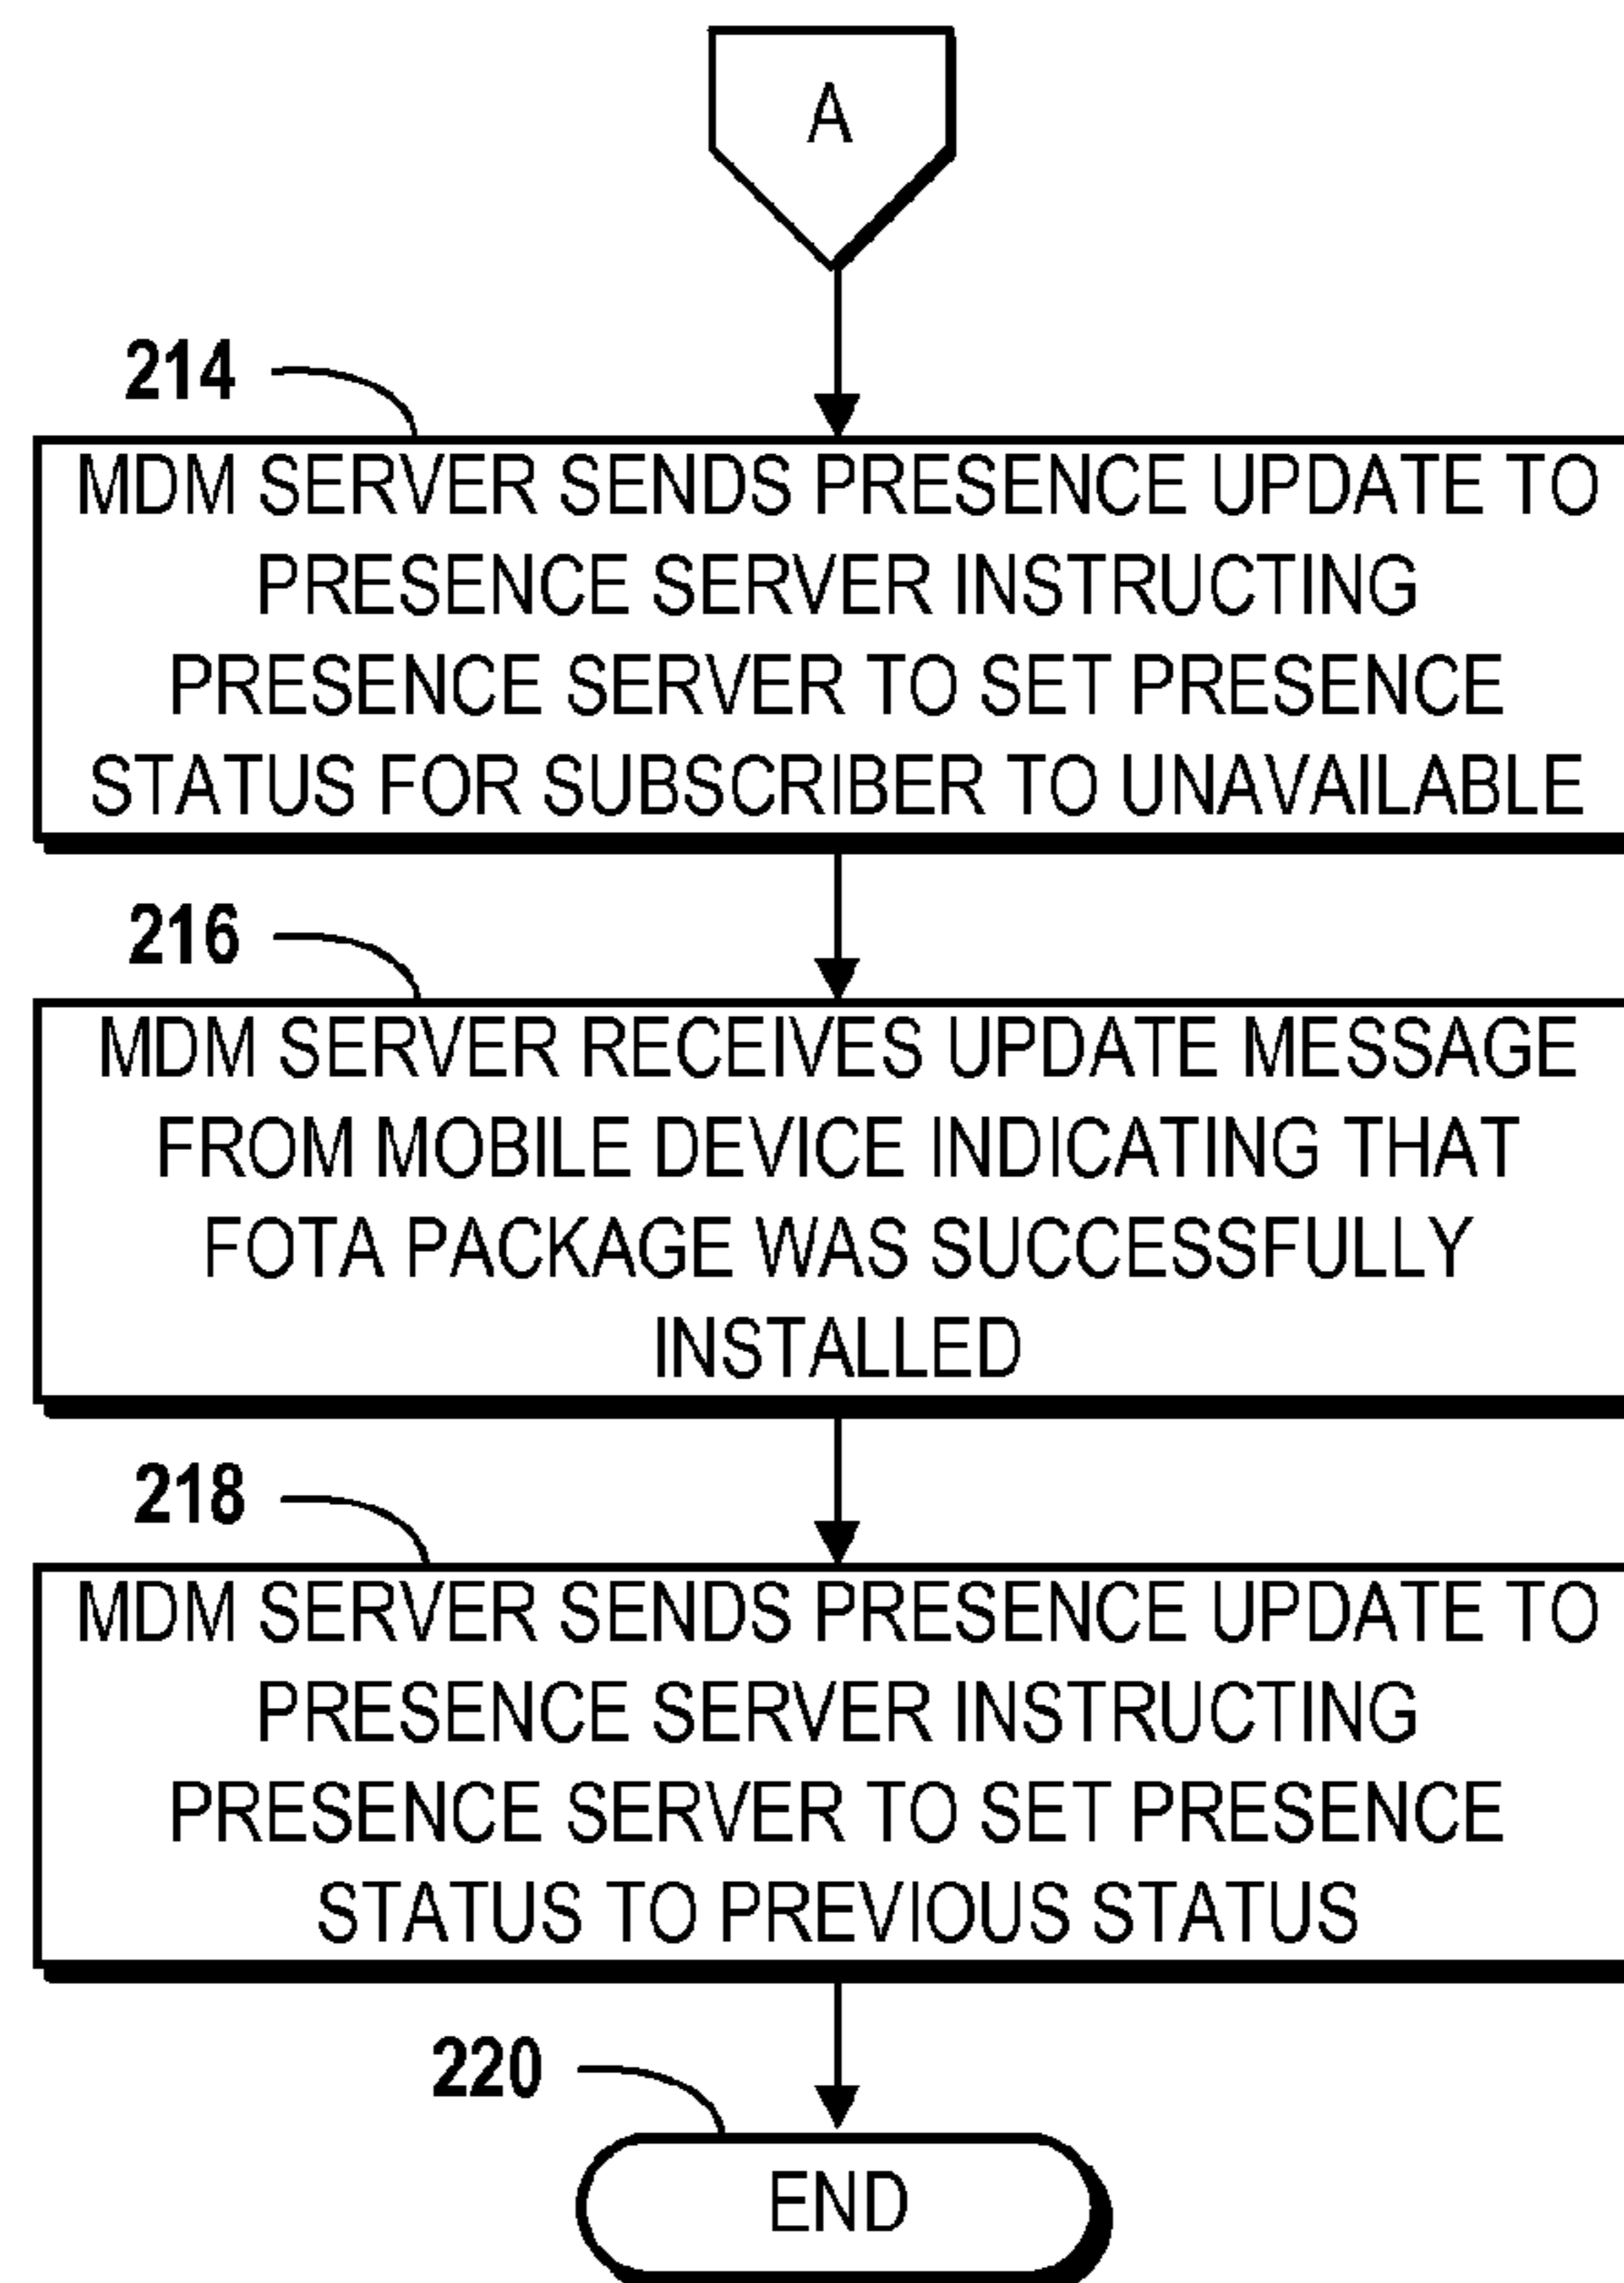 A
214
MDM SERVER SENDS PRESENCE UPDATE TO
PRESENCE SERVER INSTRUCTING
PRESENCE SERVER TO SET PRESENCE
STATUS FOR SUBSCRIBER TO UNAVAILABLE
216
MDM SERVER RECEIVES UPDATE MESSAGE
FROM MOBILE DEVICE INDICATING THAT
FOTA PACKAGE WAS SUCCESSFULLY
INSTALLED
218
MDM SERVER SENDS PRESENCE UPDATE TO
PRESENCE SERVER INSTRUCTING
PRESENCE SERVER TO SET PRESENCE
STATUS TO PREVIOUS STATUS
220
END